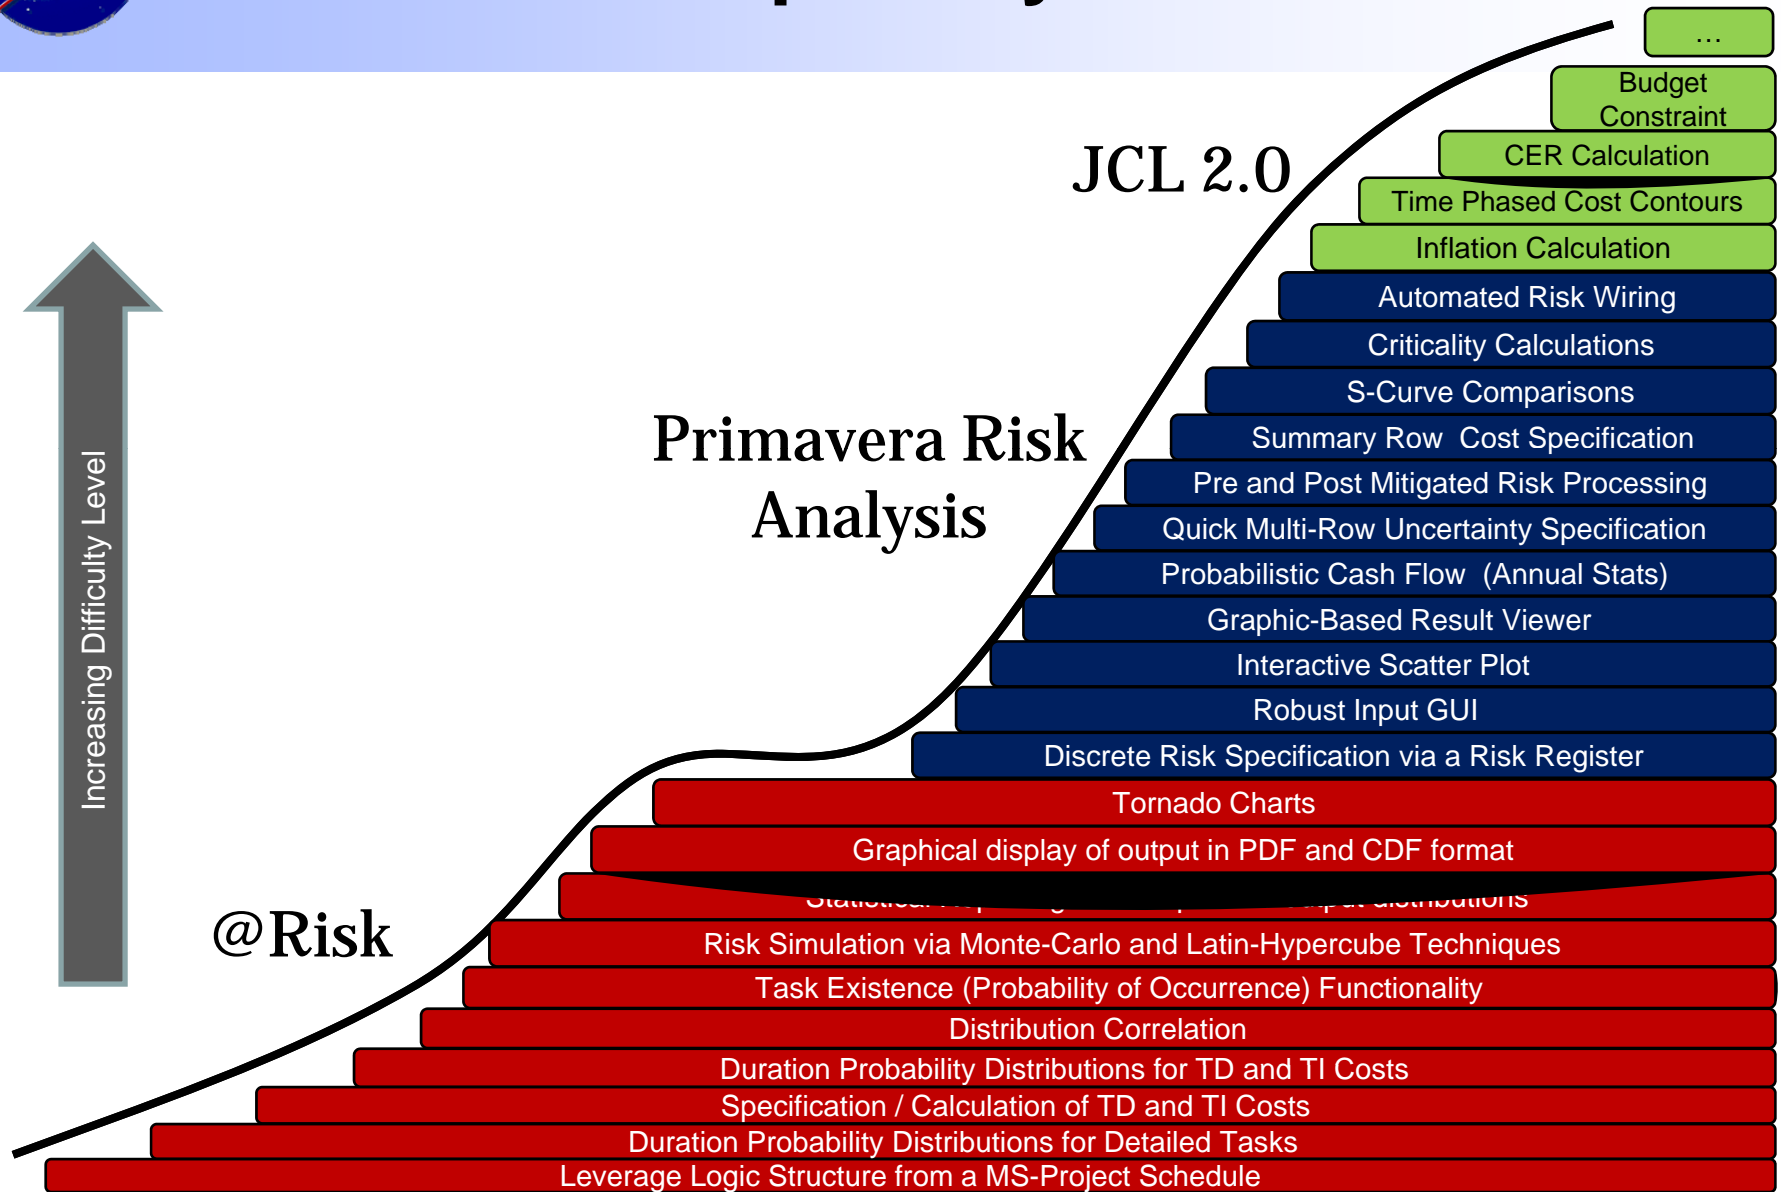 …
Budget
Constraint
CER Calculation
JCL 2.0
Time Phased Cost Contours
Inflation Calculation
Automated Risk Wiring
Criticality Calculations
S-Curve Comparisons
Primavera Risk
Analysis
Summary Row Cost Specification
Pre and Post Mitigated Risk Processing
Quick Multi-Row Uncertainty Specification
Probabilistic Cash Flow (Annual Stats)
Graphic-Based Result Viewer
Interactive Scatter Plot
Robust Input GUI
Discrete Risk Specification via a Risk Register
Increasing Difficulty Level
Tornado Charts
Graphical display of output in PDF and CDF format
distributions
@Risk
Risk Simulation via Monte-Carlo and Latin-Hypercube Techniques
Task Existence (Probability of Occurrence) Functionality
Distribution Correlation
Duration Probability Distributions for TD and TI Costs
Specification / Calculation of TD and TI Costs
Duration Probability Distributions for Detailed Tasks
Leverage Logic Structure from a MS-Project Schedule